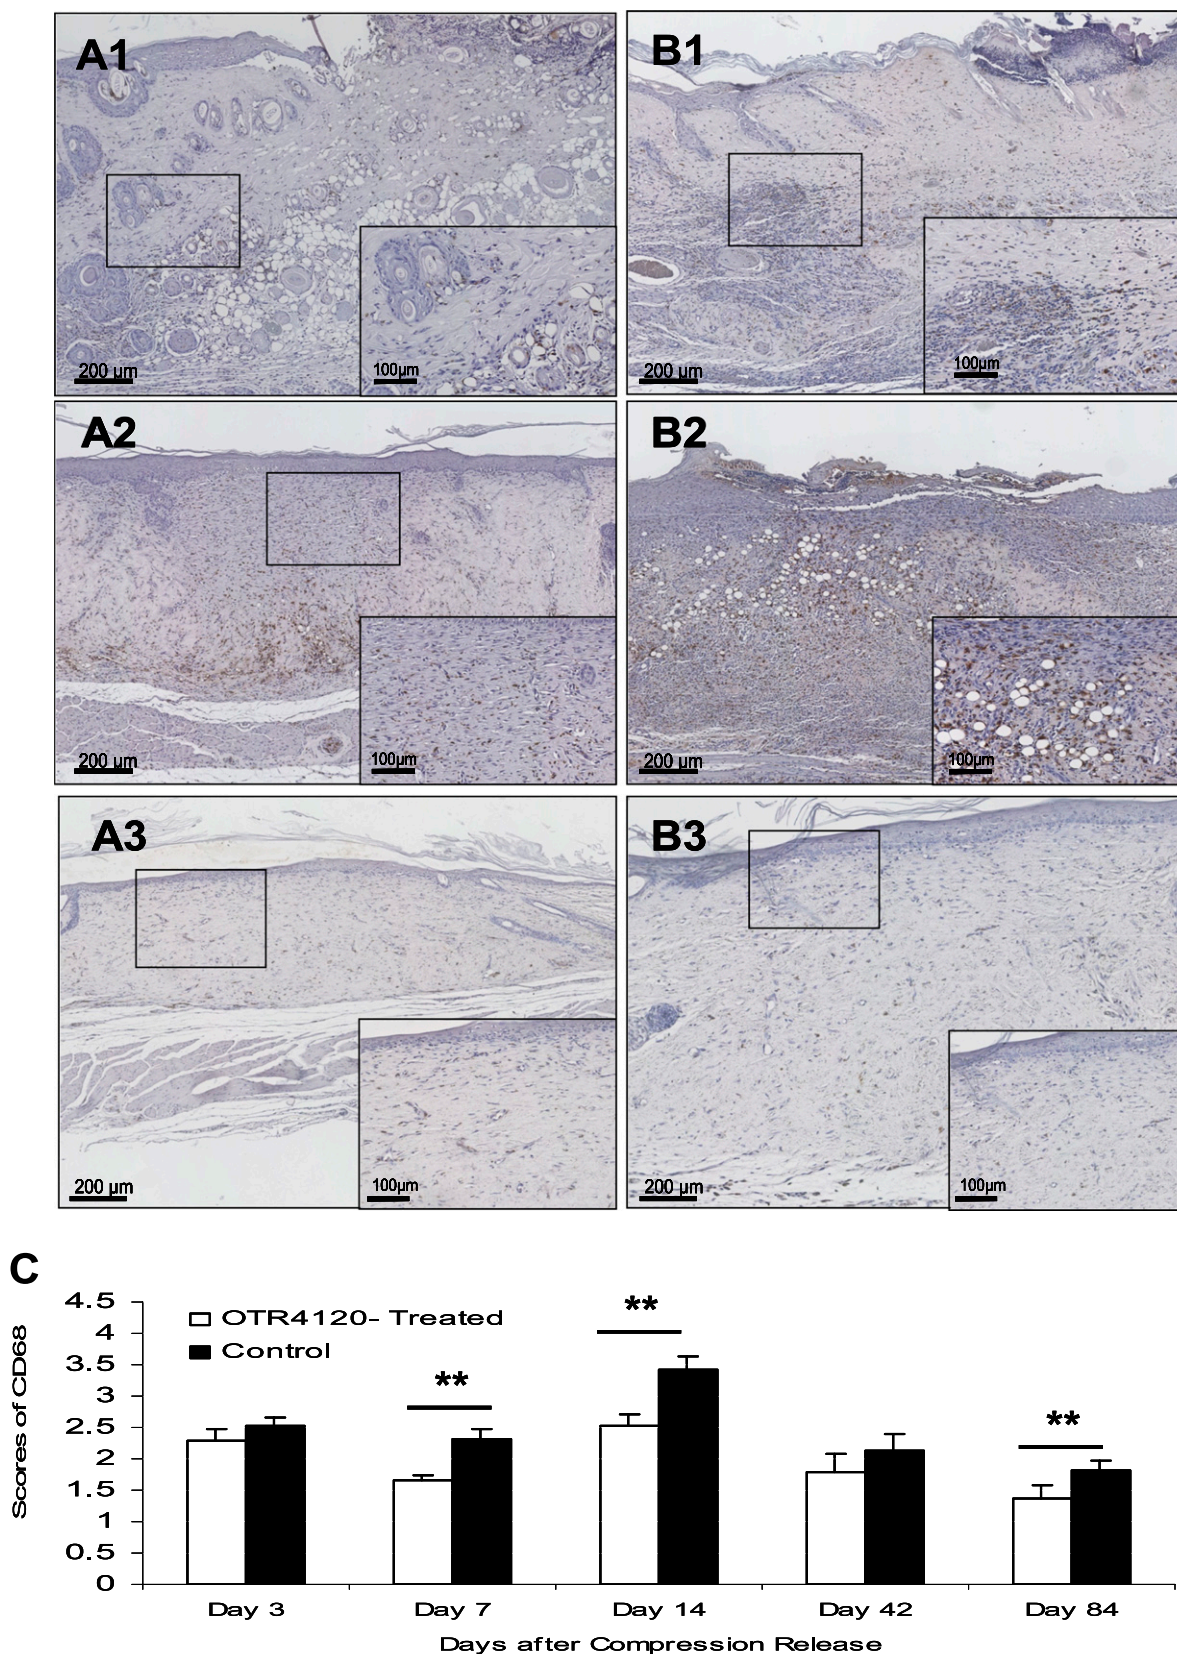 A1
200 µm
100µm
B1
200 µm
100µm
A2
200 µm
100µm
B2
200 µm
100µm
A3
200 µm
100µm
B3
200 µm
100µm
C
Scores of CD68
4.5
4
3.5
3
2.5
2
1.5
1
0.5
0
OTR4120- Treated
Control
**
**
**
Day 3
Day 7
Day 14
Day 42
Day 84
Days after Compression Release